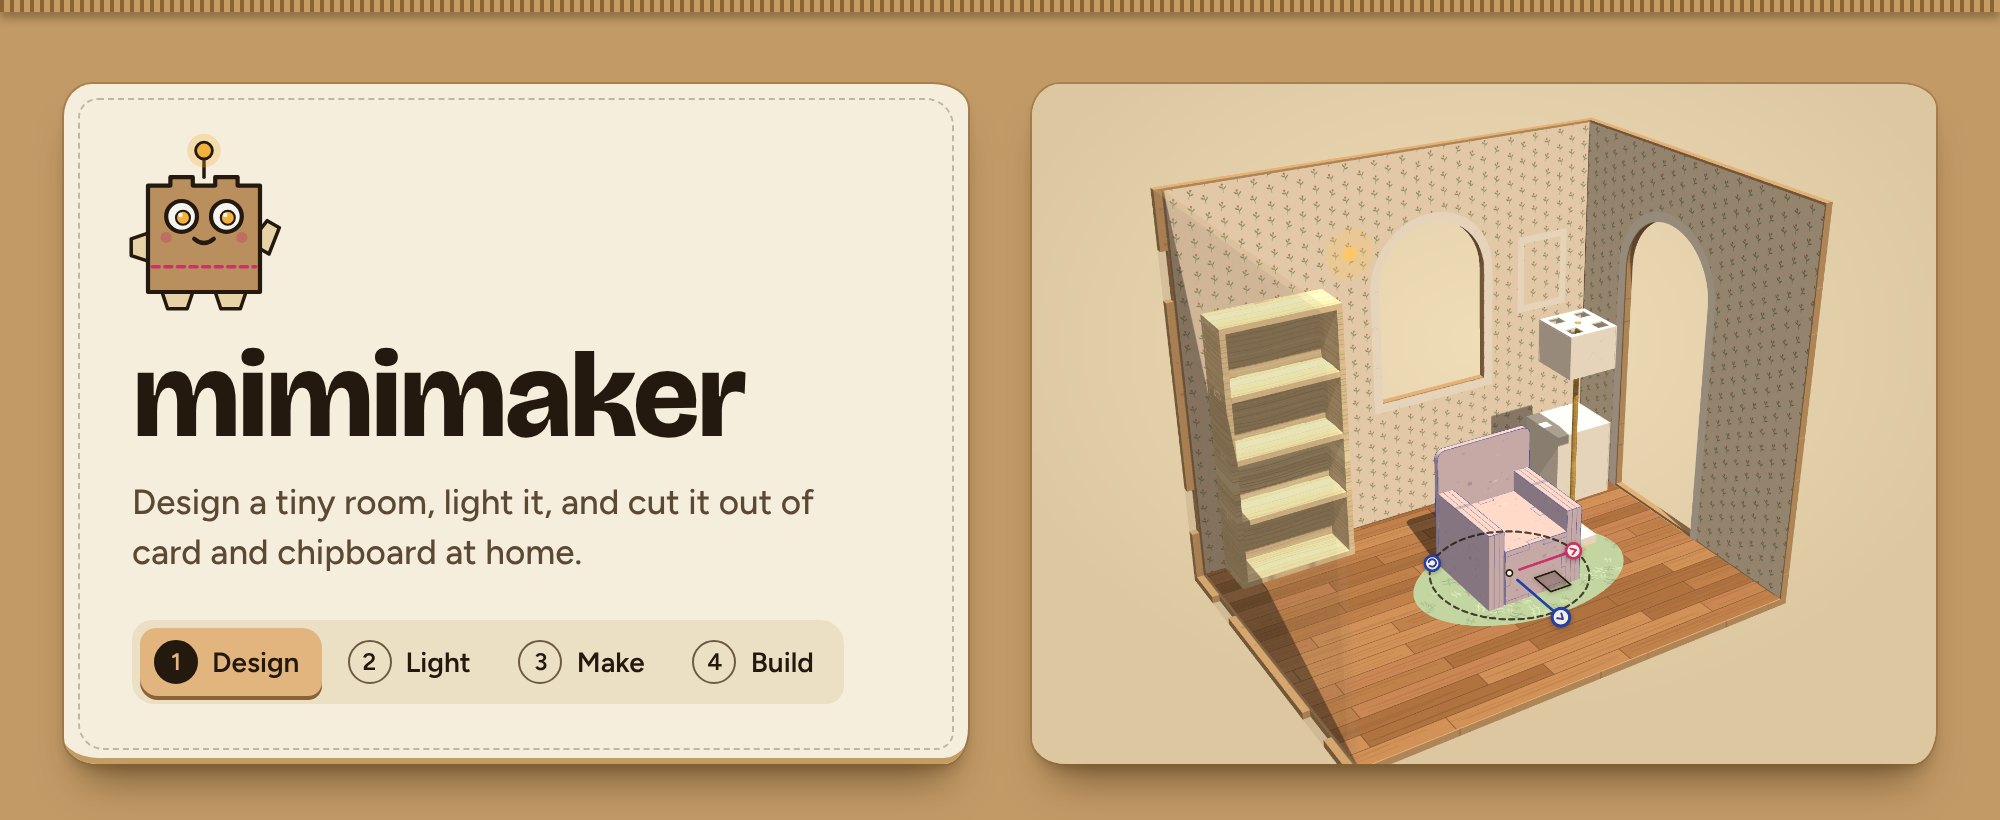 mimimaker
Design a tiny room, light it, and cut it out of
card and chipboard at home.
1 Design 2 Light 3 Make 4 Build